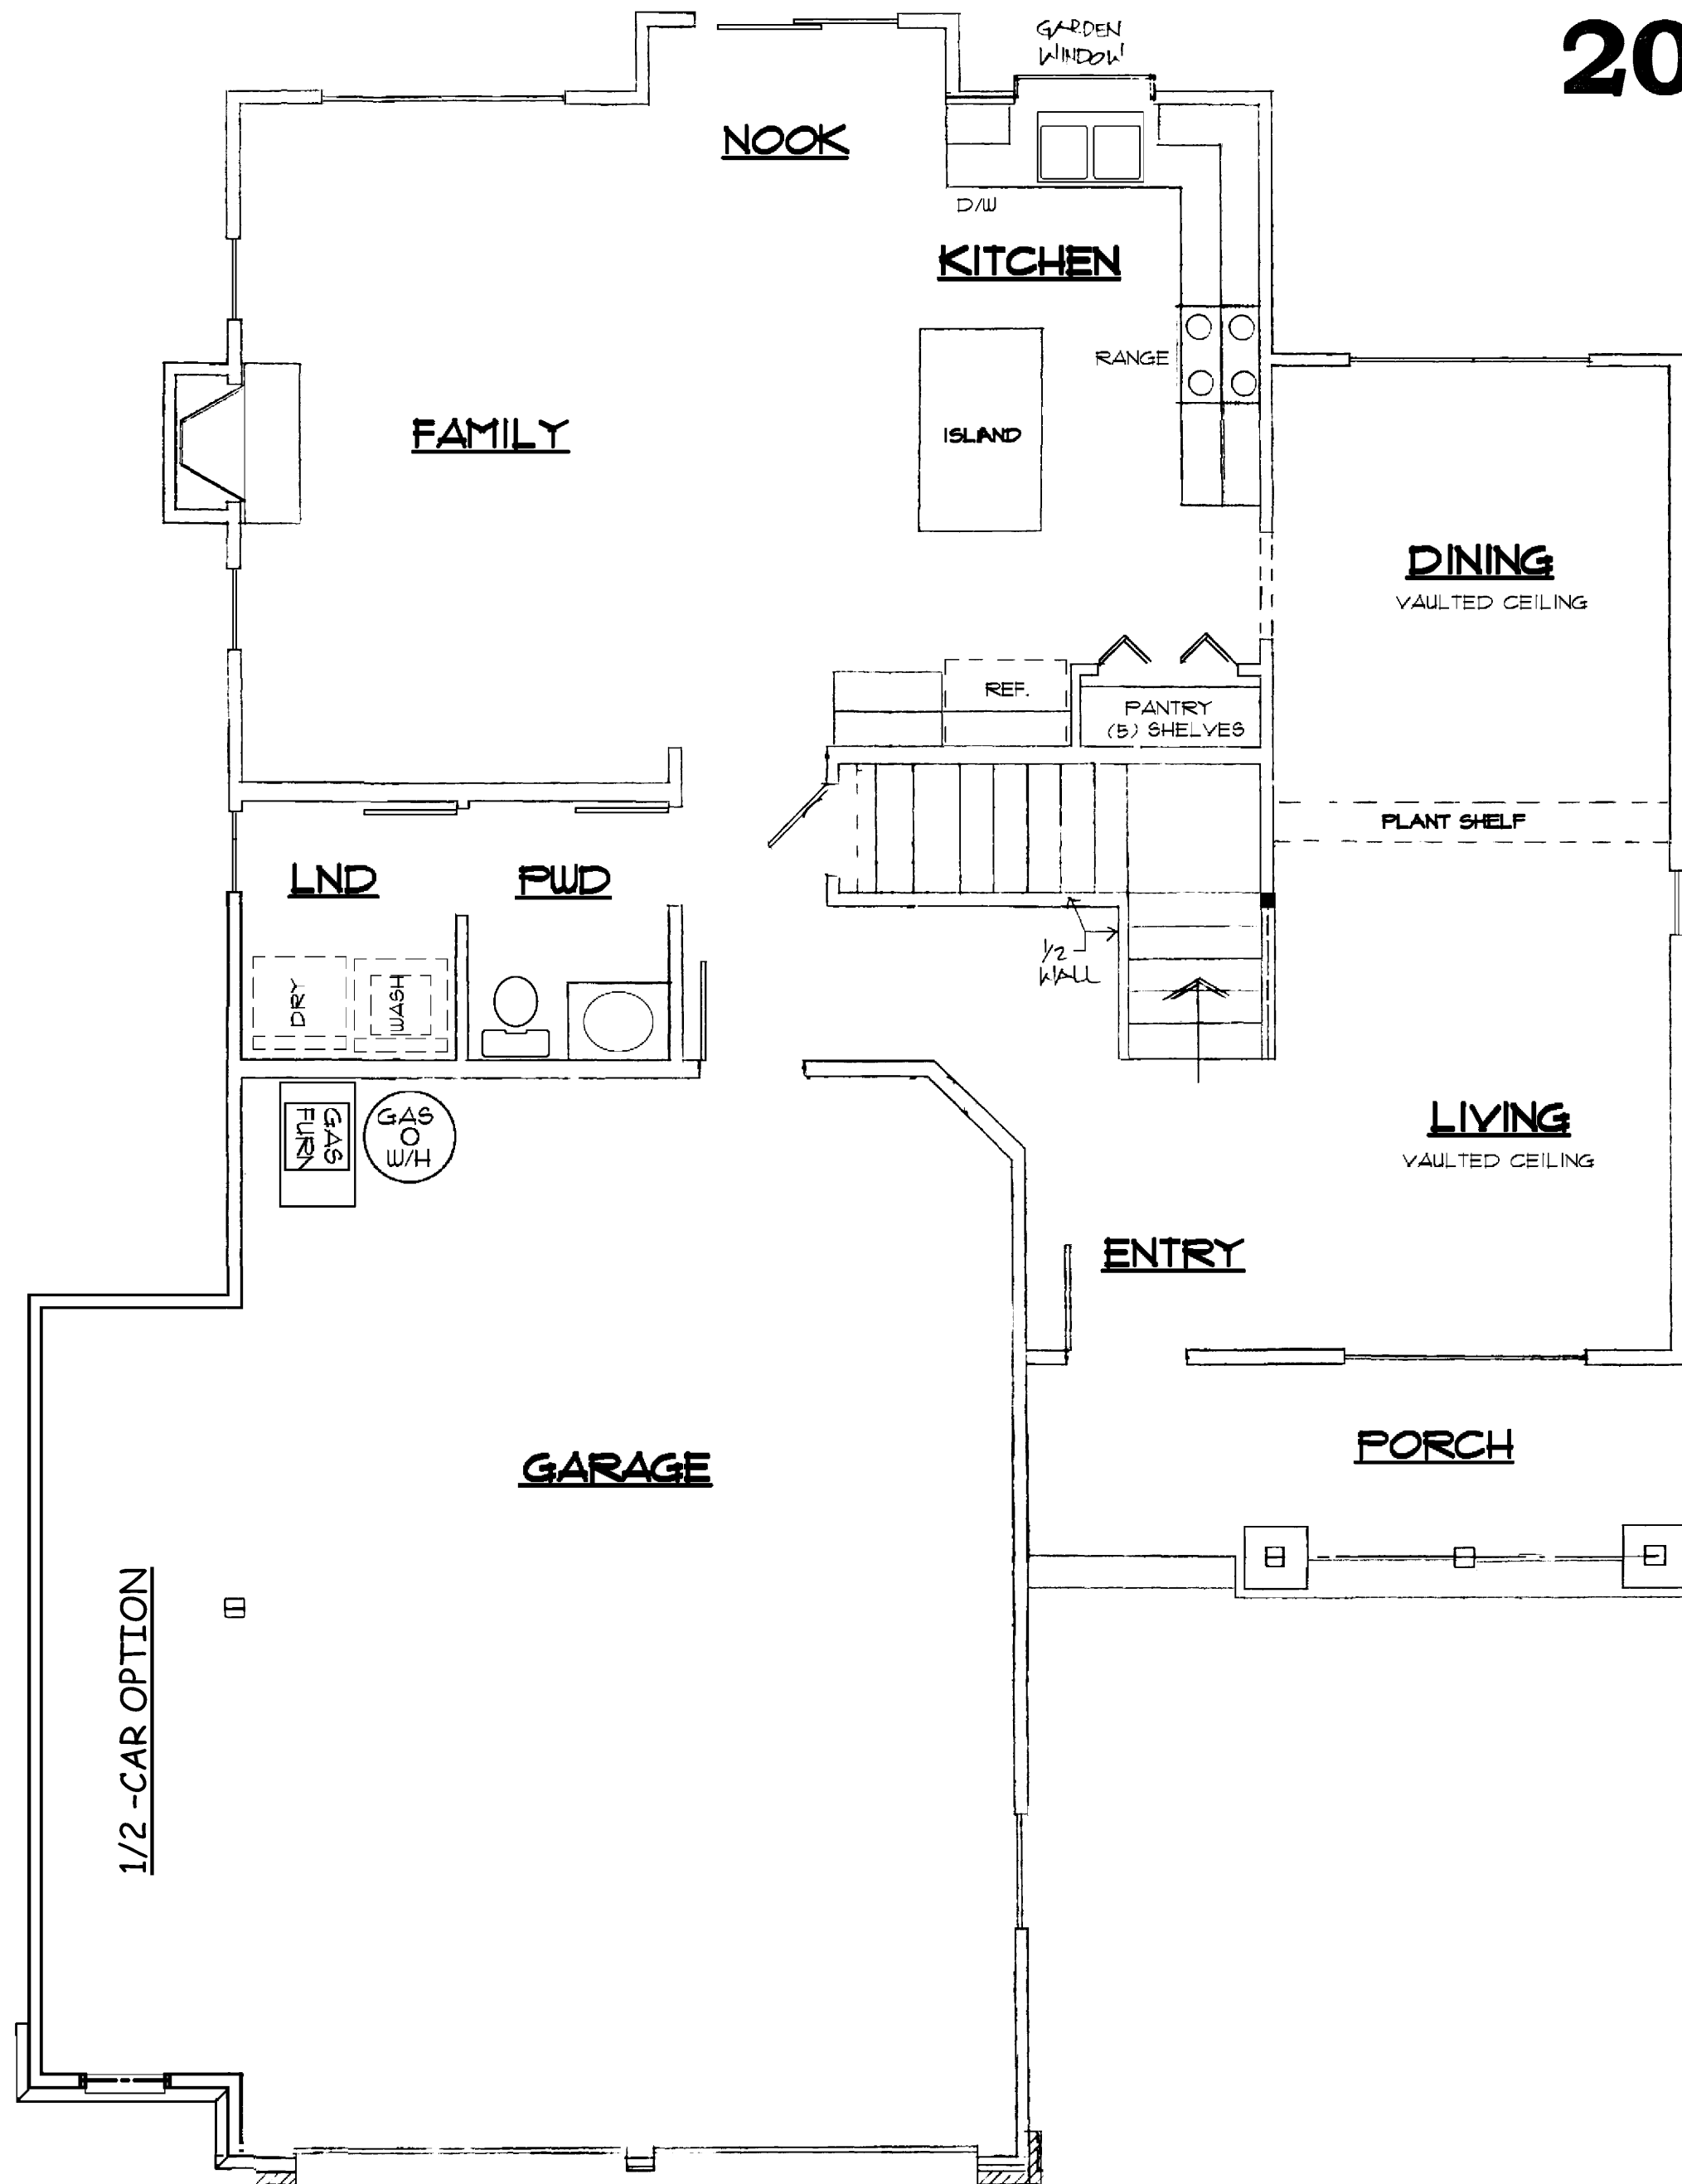 20
GARDEN
WINDOW
NOOK
D/W
KITCHEN
RANGE
FAMILY
ISLAND
DINING
VAULTED CEILING
REF.
PANTRY
(5) SHELVES
PLANT SHELF
LND
PWD
1/2
WALL
DRY
WASH
GAS
FURN
GAS
W/H
LIVING
VAULTED CEILING
ENTRY
PORCH
GARAGE
1/2 -CAR OPTION